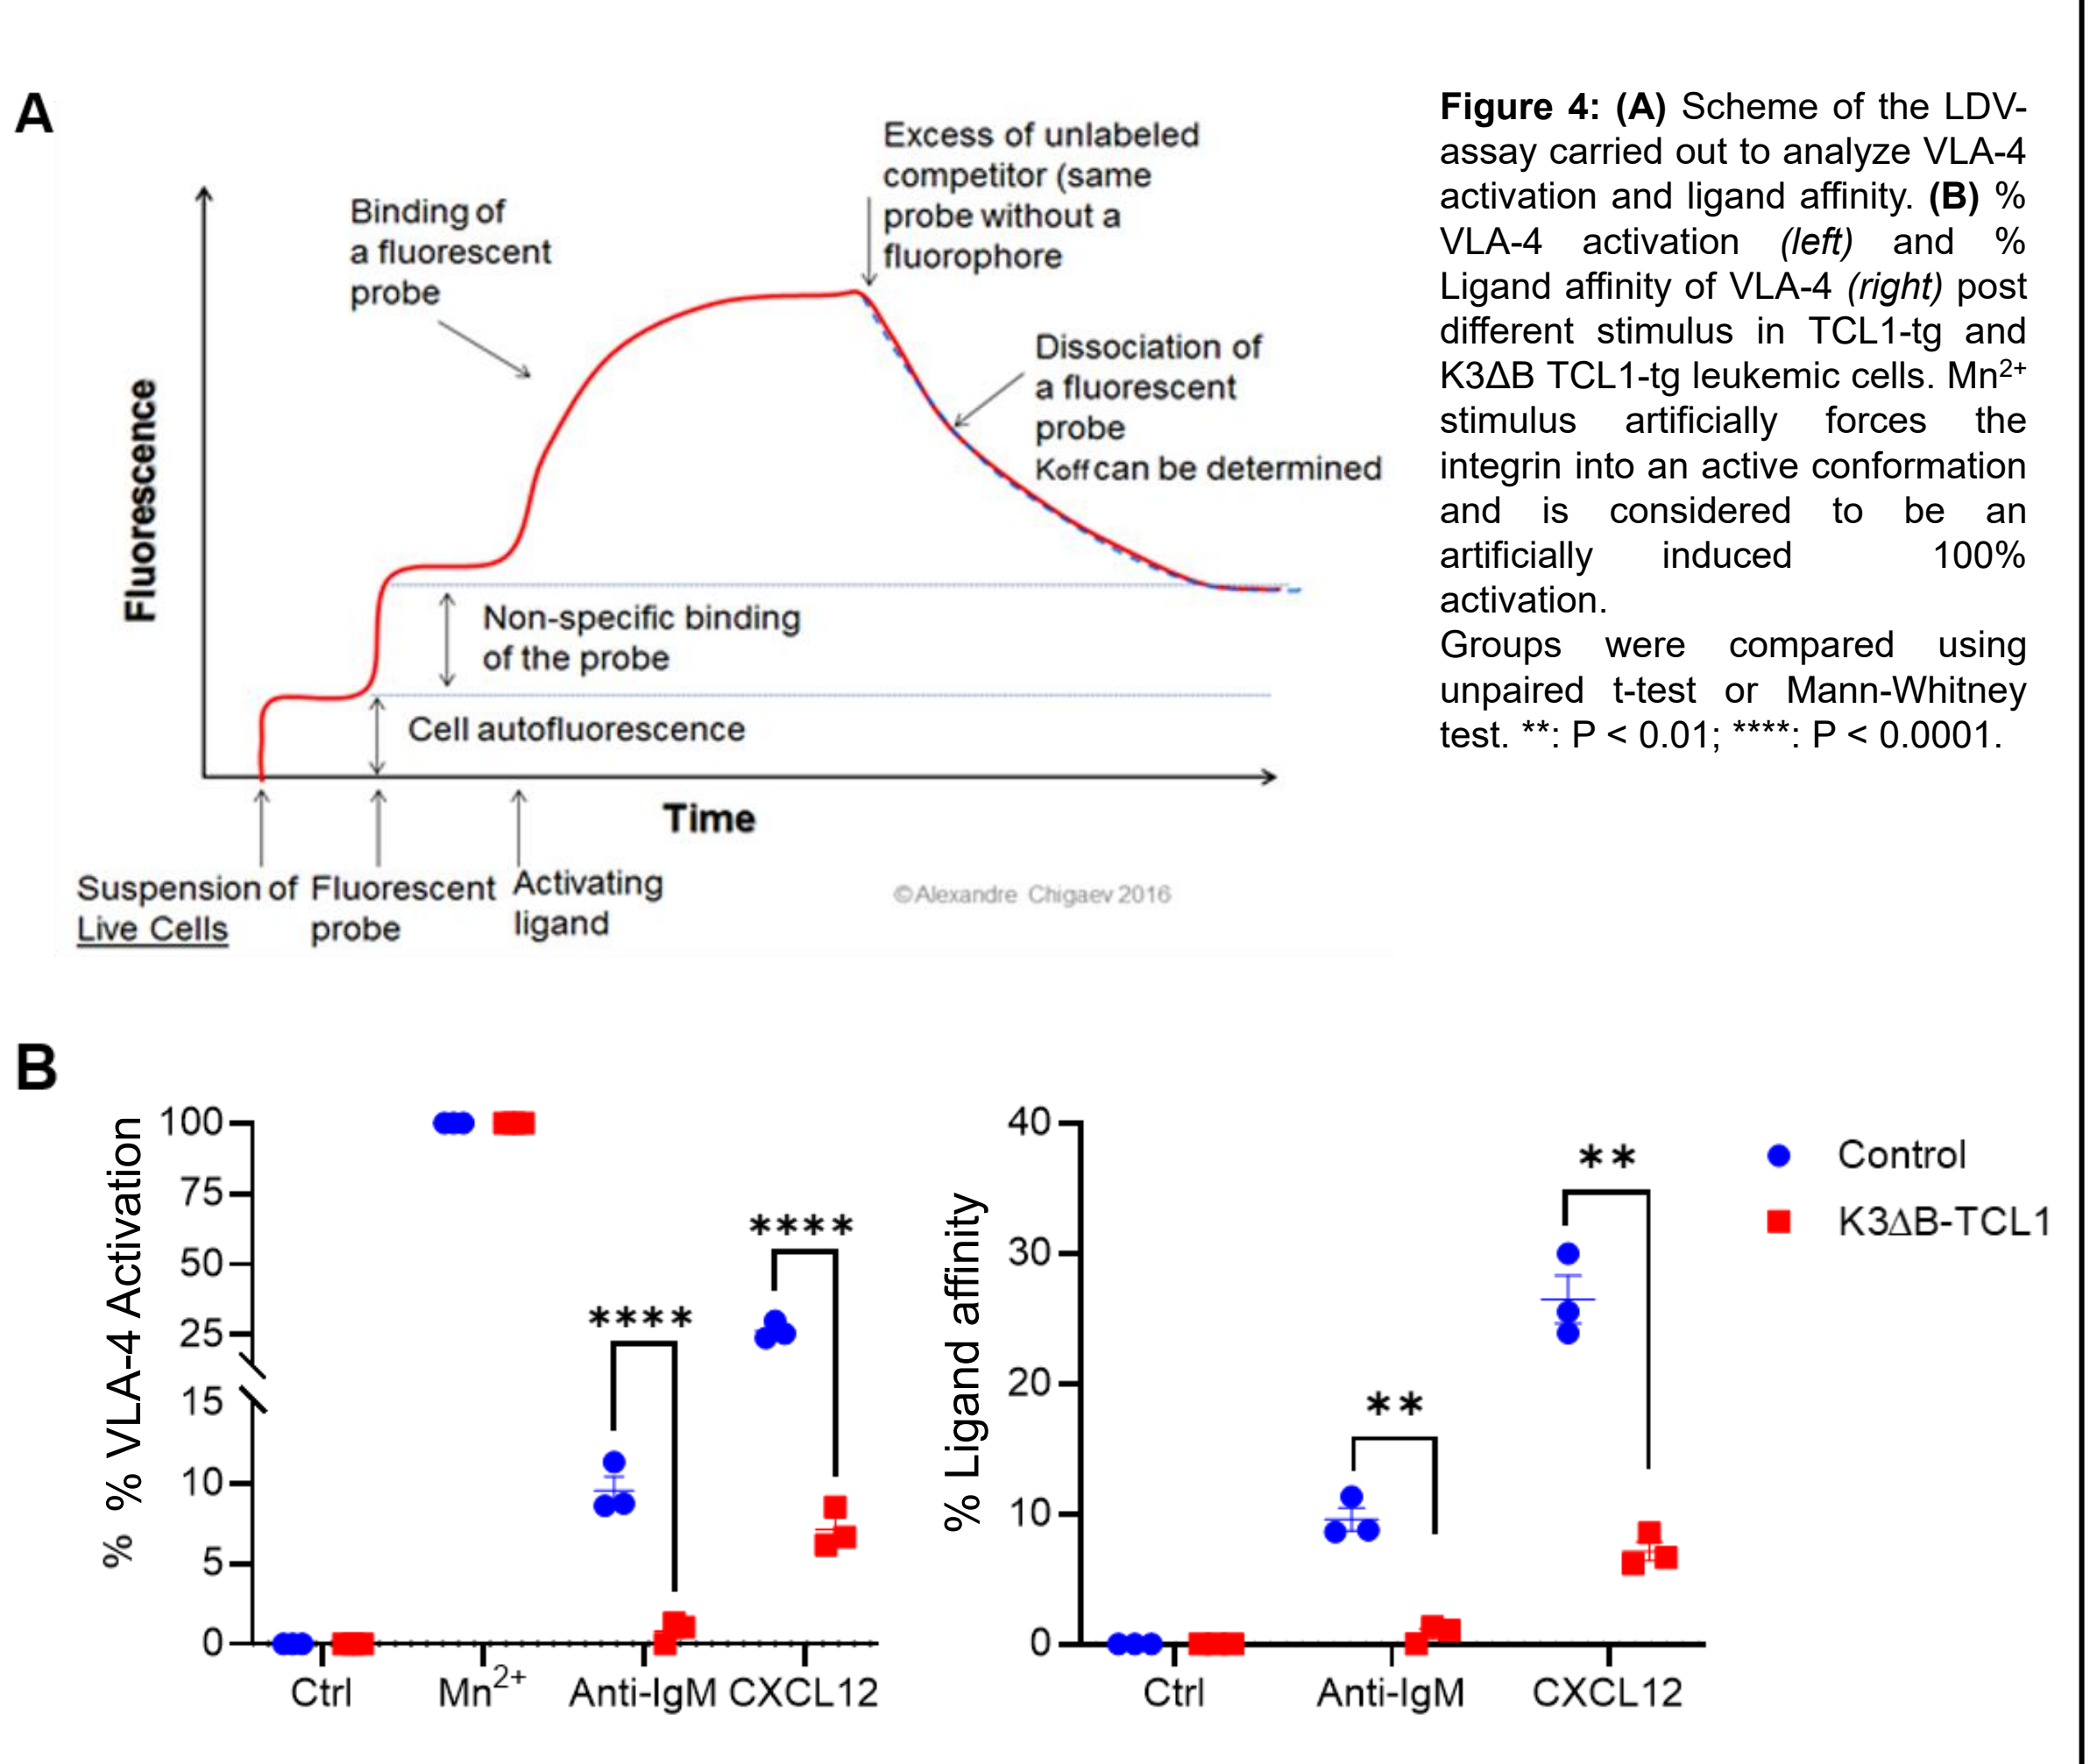 A
Binding of
a fluorescent
probe
Excess of unlabeled
competitor (same
probe without a
fluorophore
Dissociation of
a fluorescent
probe
Koff can be determined
Fluorescence
Non-specific binding
of the probe
Cell autofluorescence
Time
Suspension of
Live Cells
Fluorescent
probe
Activating
ligand
©Alexandre Chigaev 2016
Figure 4: (A) Scheme of the LDV-
assay carried out to analyze VLA-4
activation and ligand affinity. (B) %
VLA-4 activation (left) and %
Ligand affinity of VLA-4 (right) post
different stimulus in TCL1-tg and
K3ΔB TCL1-tg leukemic cells. Mn²⁺
stimulus artificially forces the
integrin into an active conformation
and is considered to be an
artificially induced 100%
activation.
Groups were compared using
unpaired t-test or Mann-Whitney
test. **: P < 0.01; ****: P < 0.0001.
B
% % VLA-4 Activation
100
75
50
25
15
10
5
0
****
****
Ctrl
Mn²⁺
Anti-IgM
CXCL12
% Ligand affinity
40
30
20
10
0
**
**
Ctrl
Anti-IgM
CXCL12
Control
K3ΔB-TCL1